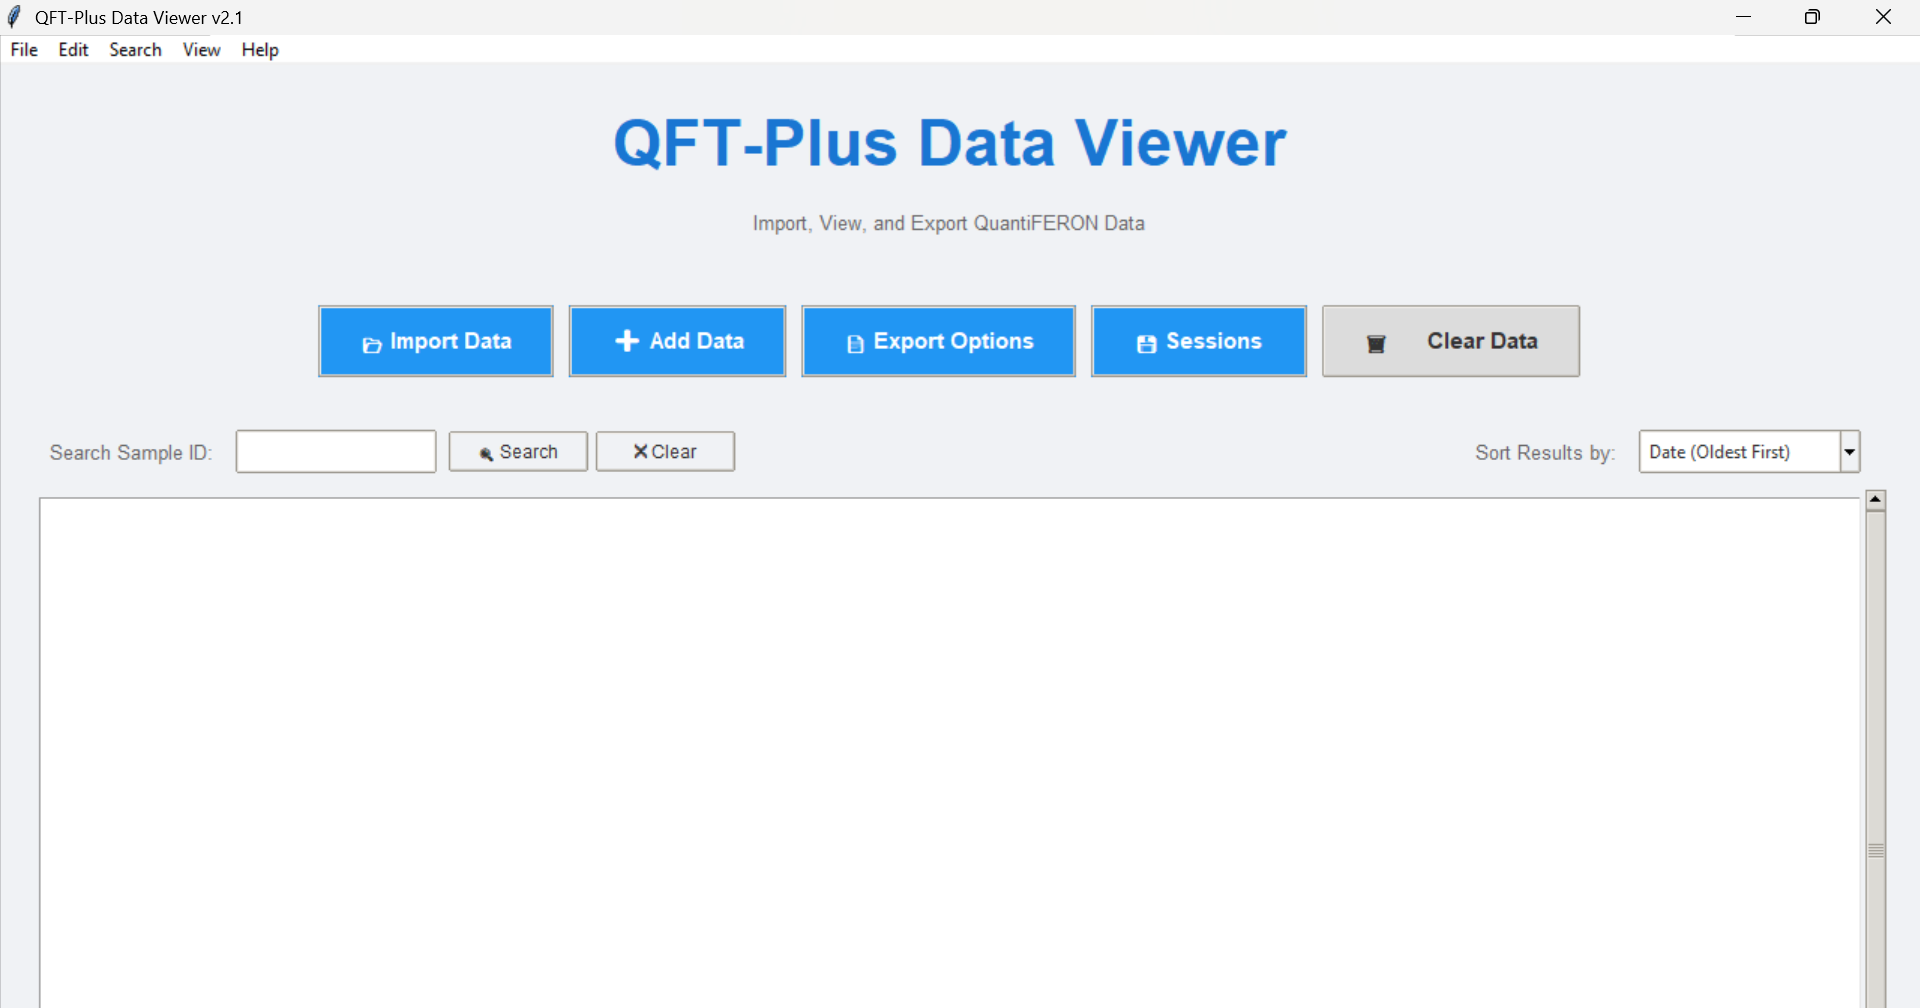 QFT-Plus Data Viewer v2.1
File Edit Search View Help
QFT-Plus Data Viewer
Import, View, and Export QuantiFERON Data
Import Data Add Data Export Options Sessions Clear Data
Search Sample ID: Search Clear Sort Results by: Date (Oldest First)